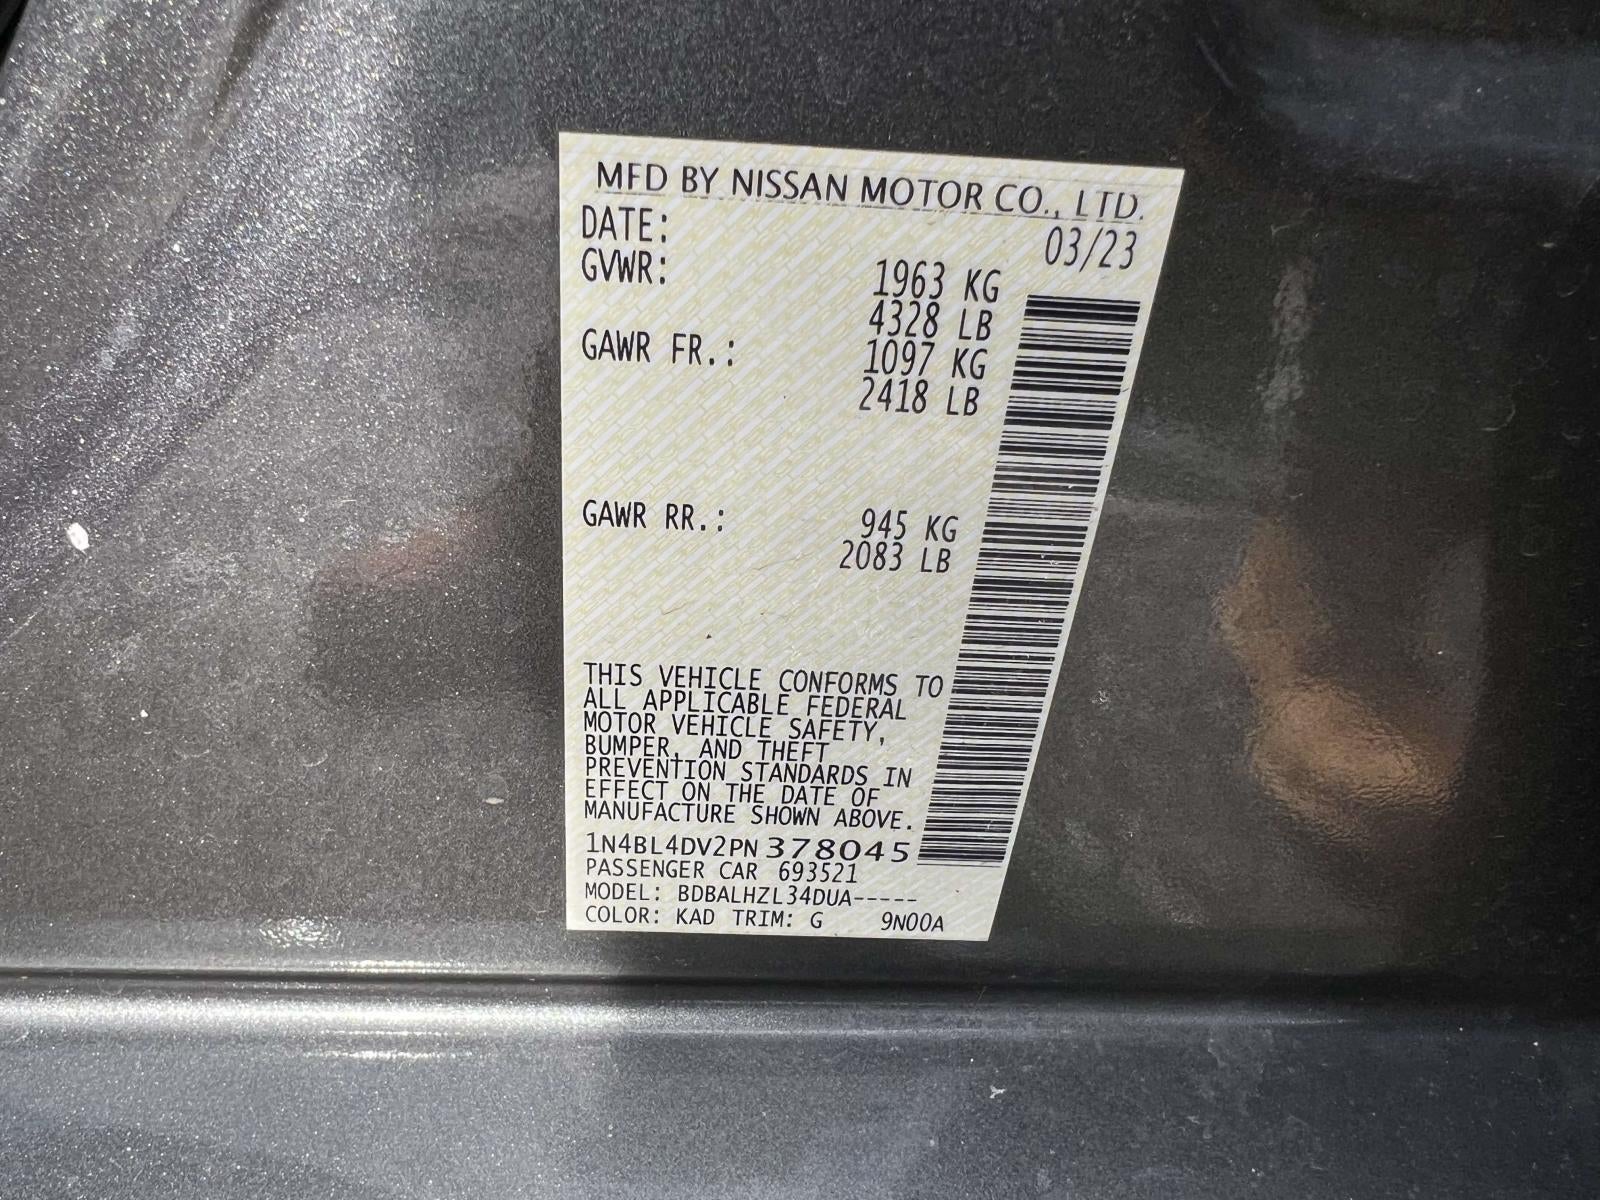 MFD BY NISSAN MOTOR CO., LTD.
DATE: 03/23
GVWR: 1963 KG
4328 LB
GAWR FR.: 1097 KG
2418 LB
GAWR RR.: 945 KG
2083 LB
THIS VEHICLE CONFORMS TO
ALL APPLICABLE FEDERAL
MOTOR VEHICLE SAFETY,
BUMPER, AND THEFT
PREVENTION STANDARDS IN
EFFECT ON THE DATE OF
MANUFACTURE SHOWN ABOVE.
1N4BL4DV2PN378045
PASSENGER CAR 693521
MODEL: BDBALHZL34DUA-----
COLOR: KAD TRIM: G 9N00A